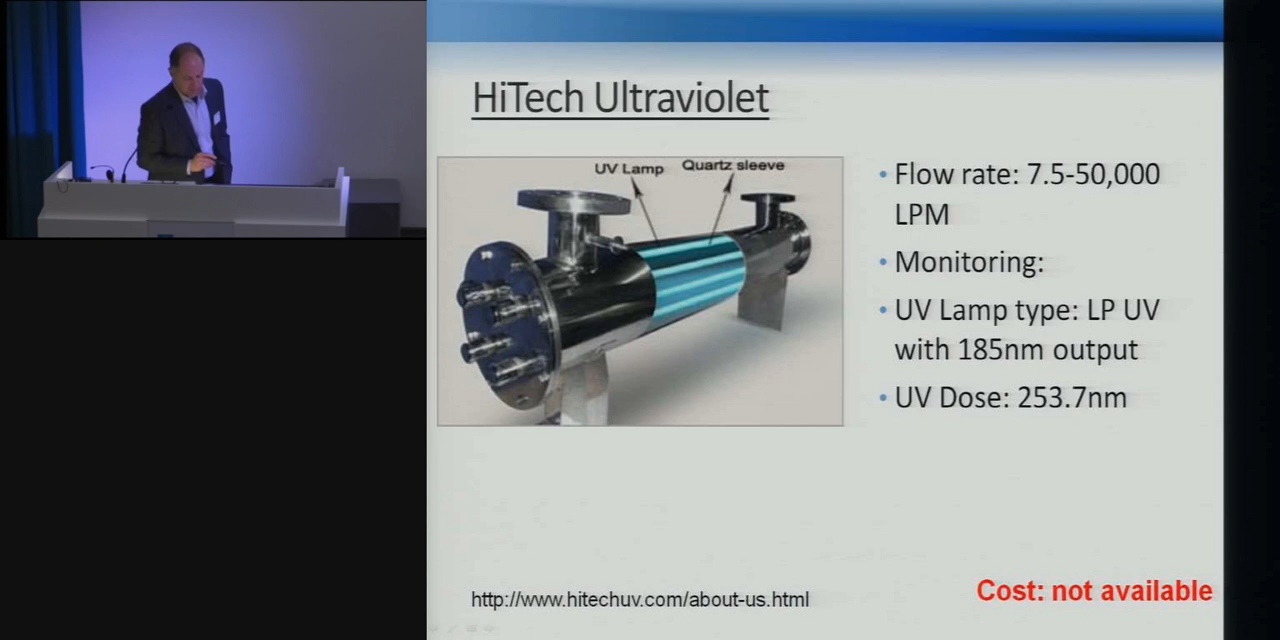 HiTech Ultraviolet
UV Lamp
Quartz sleeve
• Flow rate: 7.5-50,000
LPM
• Monitoring:
• UV Lamp type: LP UV
with 185nm output
• UV Dose: 253.7nm
http://www.hitechuv.com/about-us.html
Cost: not available